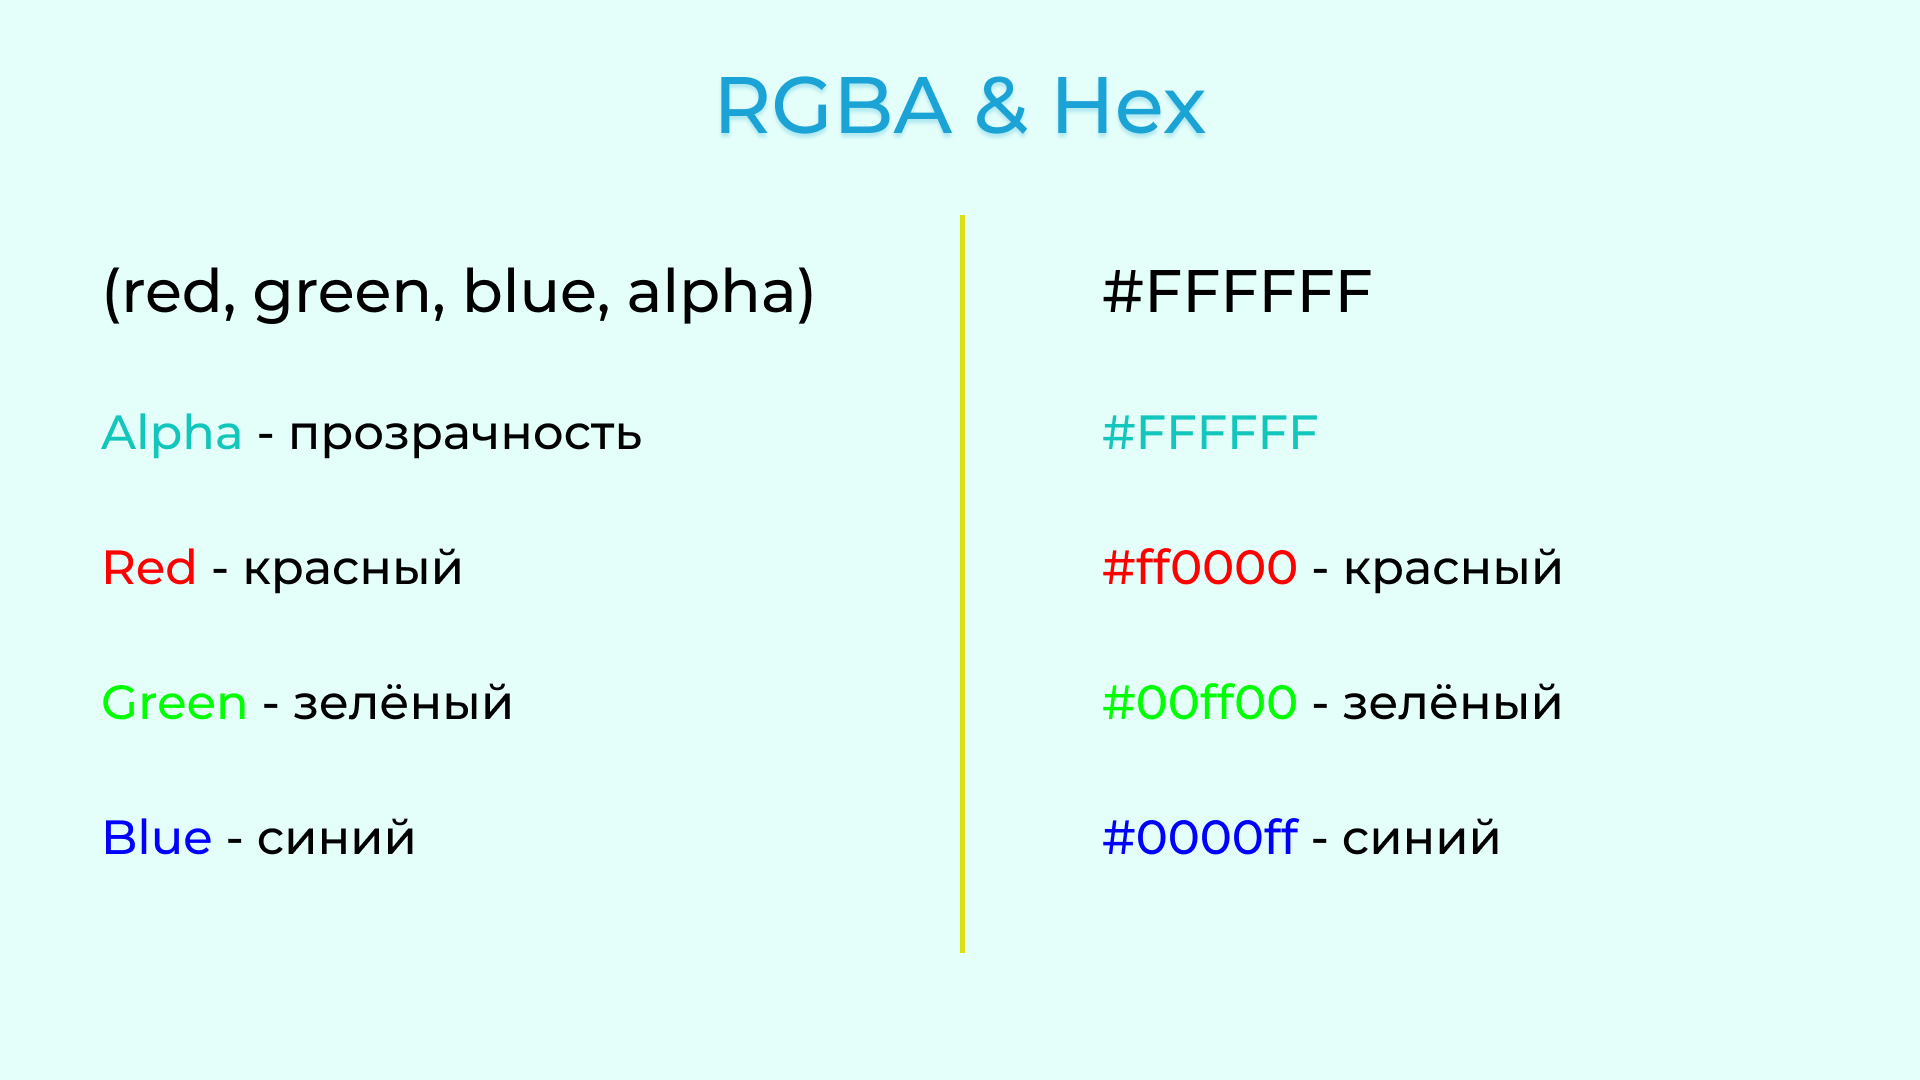 RGBA & Hex
(red, green, blue, alpha)
Alpha - прозрачность
Red - красный
Green - зелёный
Blue - синий
#FFFFFF
#FFFFFF
#ff0000 - красный
#00ff00 - зелёный
#0000ff - синий